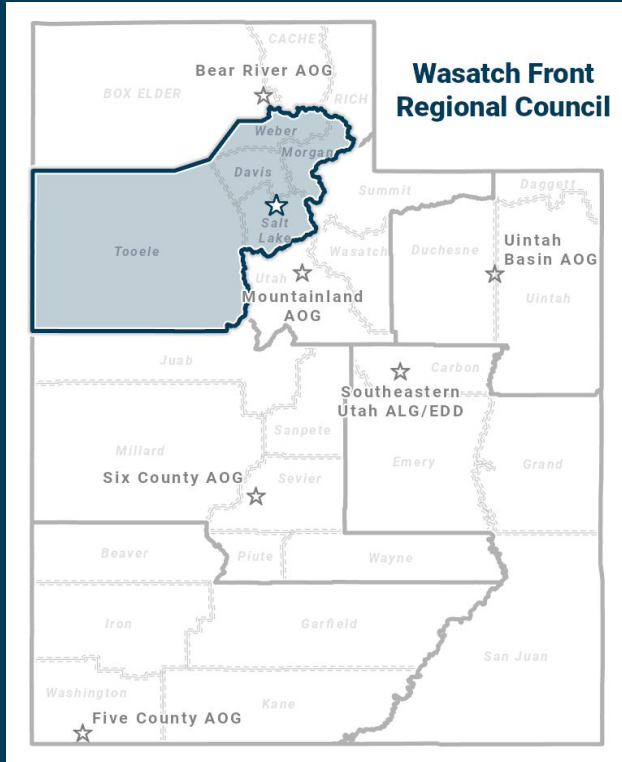 CACHE
Bear River AOG
Wasatch Front
Regional Council
BOX ELDER
RICH
Weber
Morgan
Davis
Summit
Daggett
Salt
Lake
Tooele
Wasatch
Duchesne
Uintah
Basin AOG
Utah
Uintah
Mountainland
AOG
Juab
Carbon
Southeastern
Utah ALG/EDD
Sanpete
Millard
Emery
Grand
Six County AOG
Sevier
Beaver
Piute
Wayne
Iron
Garfield
San Juan
Washington
Kane
Five County AOG